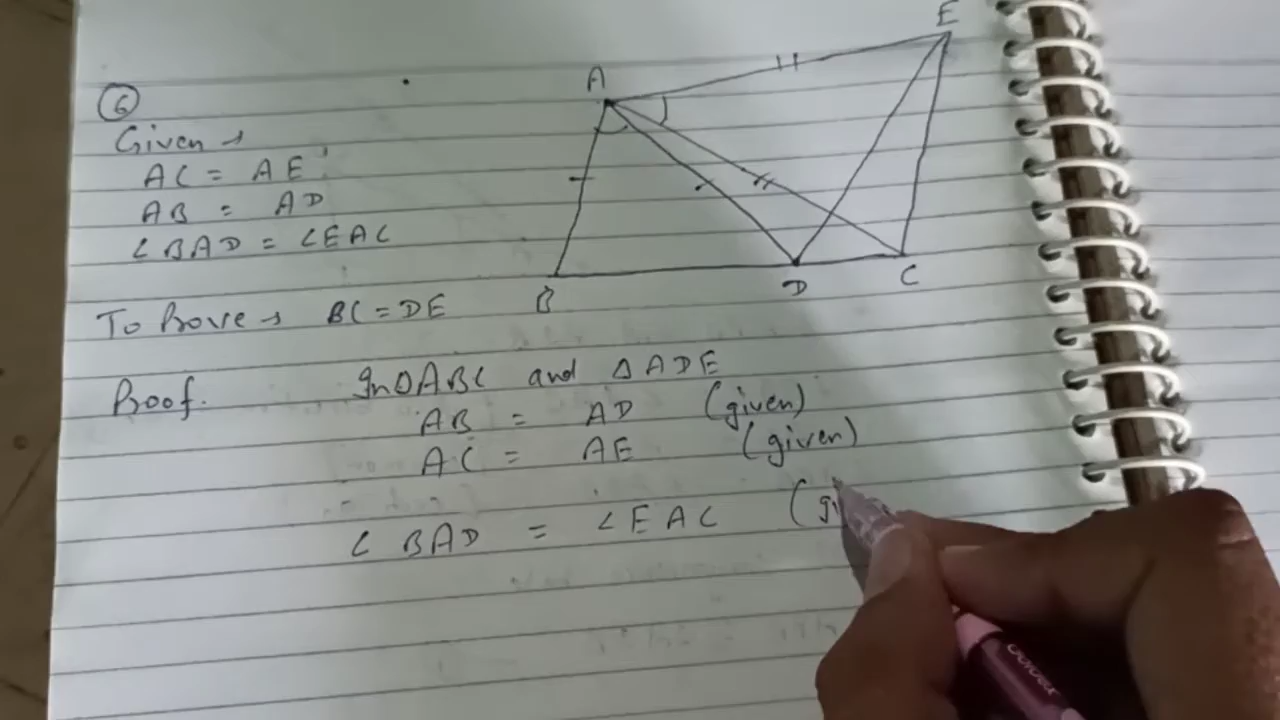 6
Given →
AC = AE
AB = AD
∠BAD = ∠EAC
To Prove → BC = DE
Proof. In ΔABC and ΔADE
AB = AD (given)
AC = AE (given)
∠BAD = ∠EAC (gi
A
E
B
D
C